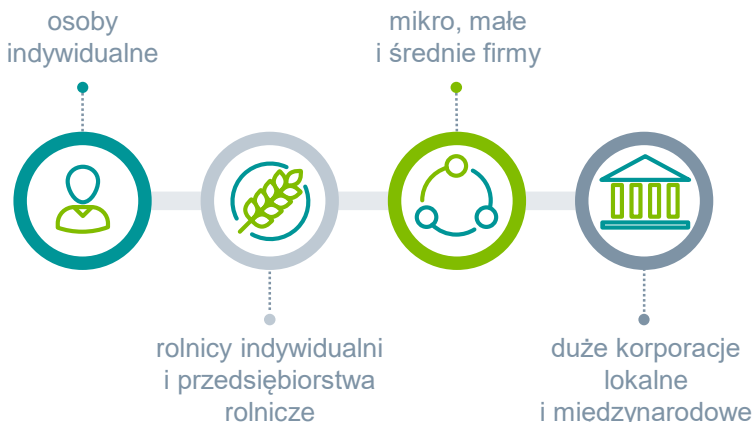 osoby
indywidualne
mikro, małe
i średnie firmy
rolnicy indywidualni
i przedsiębiorstwa
rolnicze
duże korporacje
lokalne
i miedzynarodowe